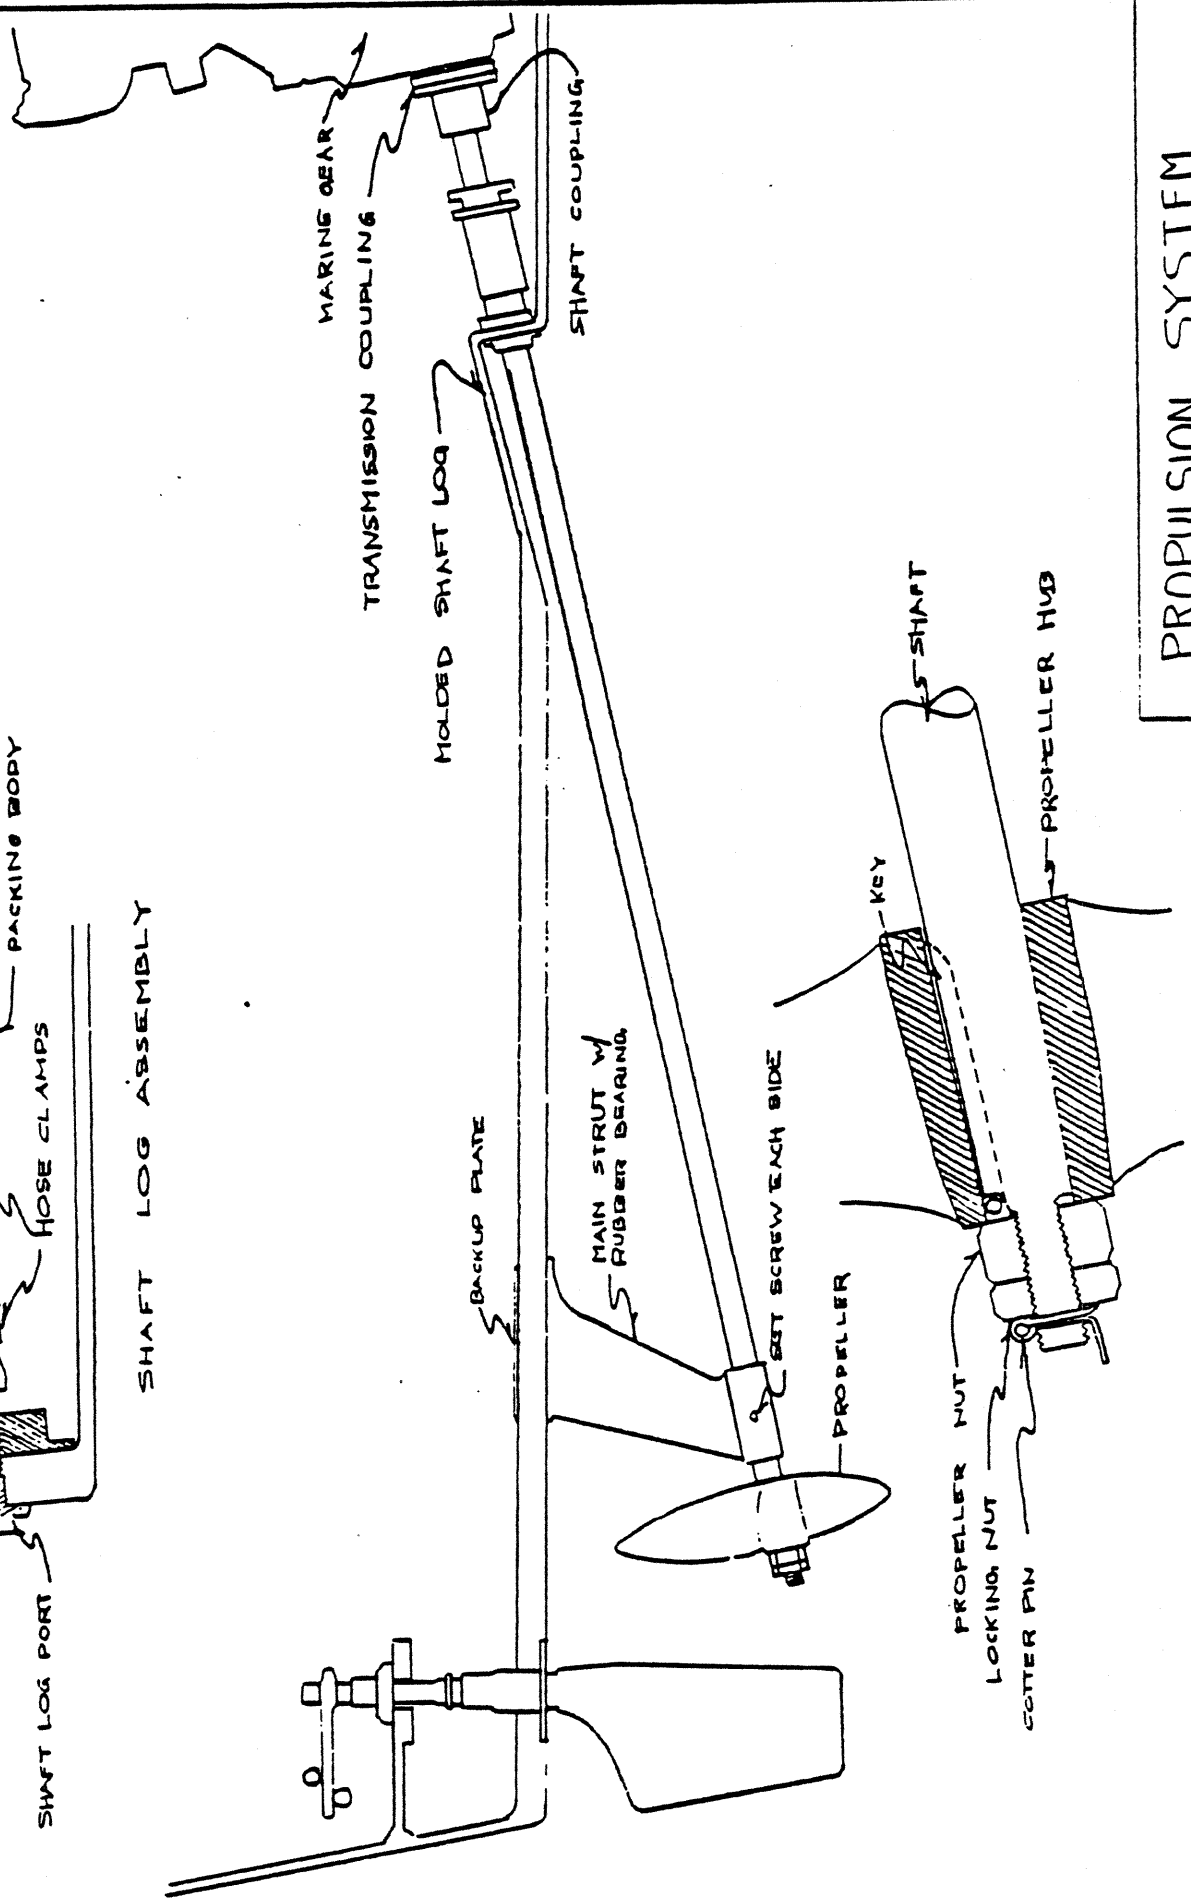 PACKING BODY
HOSE CLAMPS
SHAFT LOG PORT
SHAFT LOG ASSEMBLY
MARINE GEAR
TRANSMISSION COUPLING
MOLDED SHAFT LOG
SHAFT COUPLING
BACKUP PLATE
MAIN STRUT W/
RUBBER BEARING
SET SCREW EACH SIDE
PROPELLER
KEY
SHAFT
PROPELLER HUB
PROPELLER NUT
LOCKING NUT
COTTER PIN
PROPULSION SYSTEM